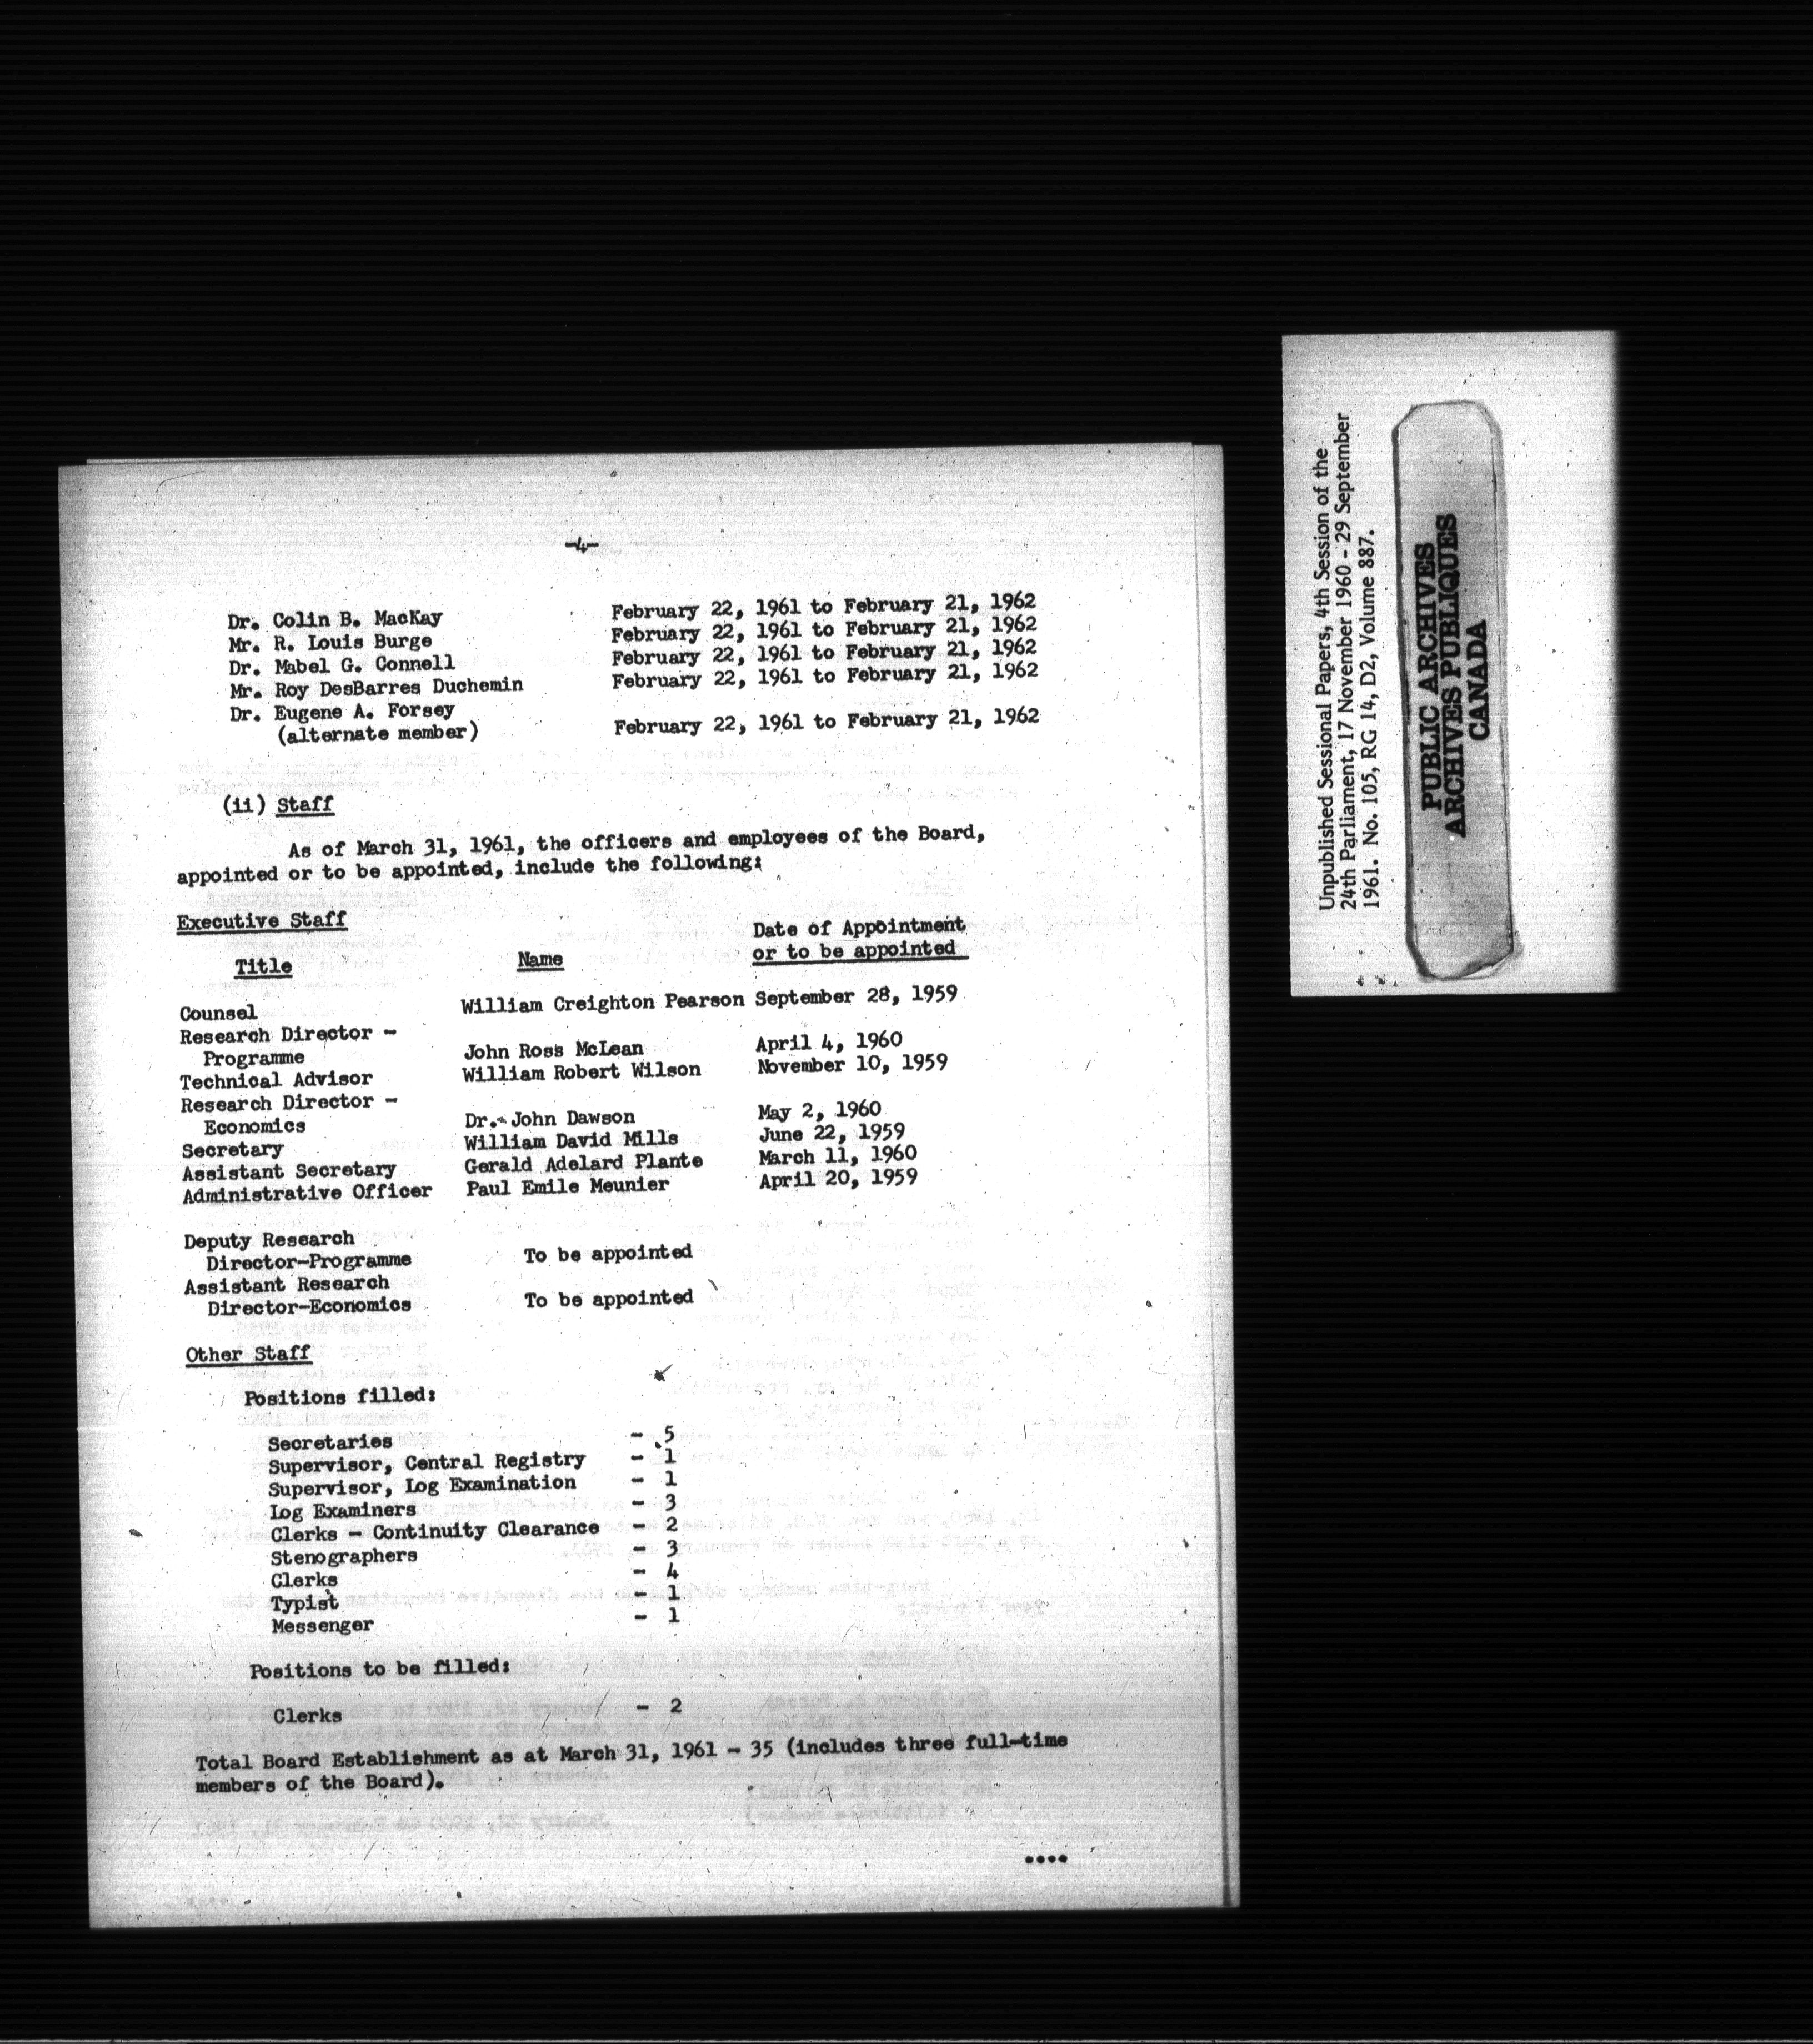 -4-
Dr. Colin B. MacKay February 22, 1961 to February 21, 1962
Mr. R. Louis Burge February 22, 1961 to February 21, 1962
Dr. Mabel G. Connell February 22, 1961 to February 21, 1962
Mr. Roy DesBarres Duchemin February 22, 1961 to February 21, 1962
Dr. Eugene A. Forsey
(alternate member) February 22, 1961 to February 21, 1962
(ii) Staff
As of March 31, 1961, the officers and employees of the Board,
appointed or to be appointed, include the following:
Executive Staff
Date of Appointment
Title Name or to be appointed
Counsel William Creighton Pearson September 28, 1959
Research Director -
Programme John Ross McLean April 4, 1960
Technical Advisor William Robert Wilson November 10, 1959
Research Director -
Economics Dr. John Dawson May 2, 1960
Secretary William David Mills June 22, 1959
Assistant Secretary Gerald Adelard Plante March 11, 1960
Administrative Officer Paul Emile Meunier April 20, 1959
Deputy Research
Director-Programme To be appointed
Assistant Research
Director-Economics To be appointed
Other Staff
Positions filled:
Secretaries - 5
Supervisor, Central Registry - 1
Supervisor, Log Examination - 1
Log Examiners - 3
Clerks - Continuity Clearance - 2
Stenographers - 3
Clerks - 4
Typist - 1
Messenger - 1
Positions to be filled:
Clerks - 2
Total Board Establishment as at March 31, 1961 - 35 (includes three full-time
members of the Board).
....
Unpublished Sessional Papers, 4th Session of the
24th Parliament, 17 November 1960 - 29 September
1961. No. 105, RG 14, D2, Volume 887.
PUBLIC ARCHIVES
ARCHIVES PUBLIQUES
CANADA